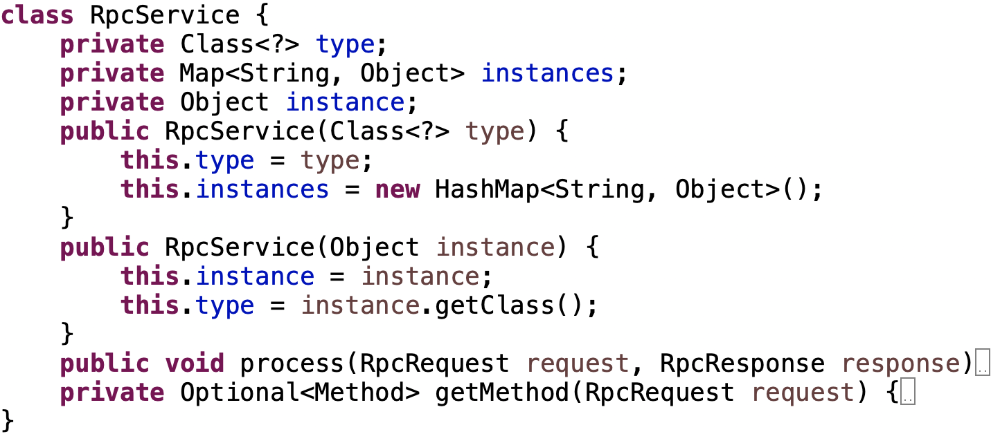 class RpcService {
    private Class<?> type;
    private Map<String, Object> instances;
    private Object instance;
    public RpcService(Class<?> type) {
        this.type = type;
        this.instances = new HashMap<String, Object>();
    }
    public RpcService(Object instance) {
        this.instance = instance;
        this.type = instance.getClass();
    }
    public void process(RpcRequest request, RpcResponse response)..
    private Optional<Method> getMethod(RpcRequest request) {..
}